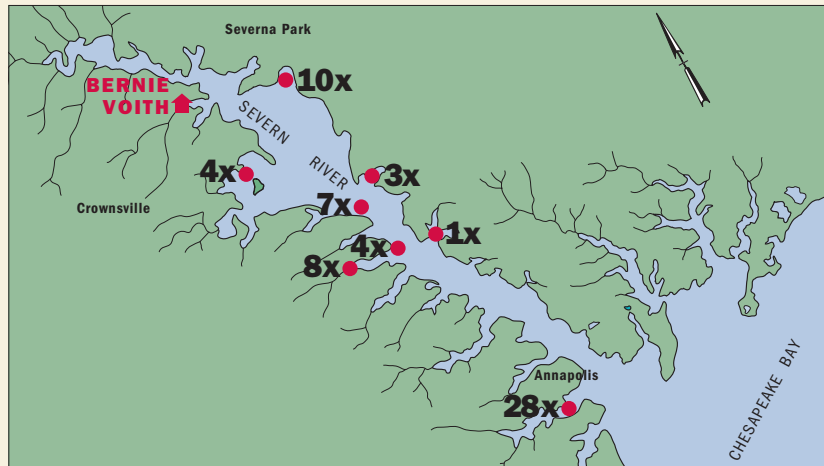 Severna Park
10x
BERNIE
VOITH
SEVERN
RIVER
4x
3x
Crownsville
7x
1x
4x
8x
Annapolis
28x
CHESAPEAKE BAY